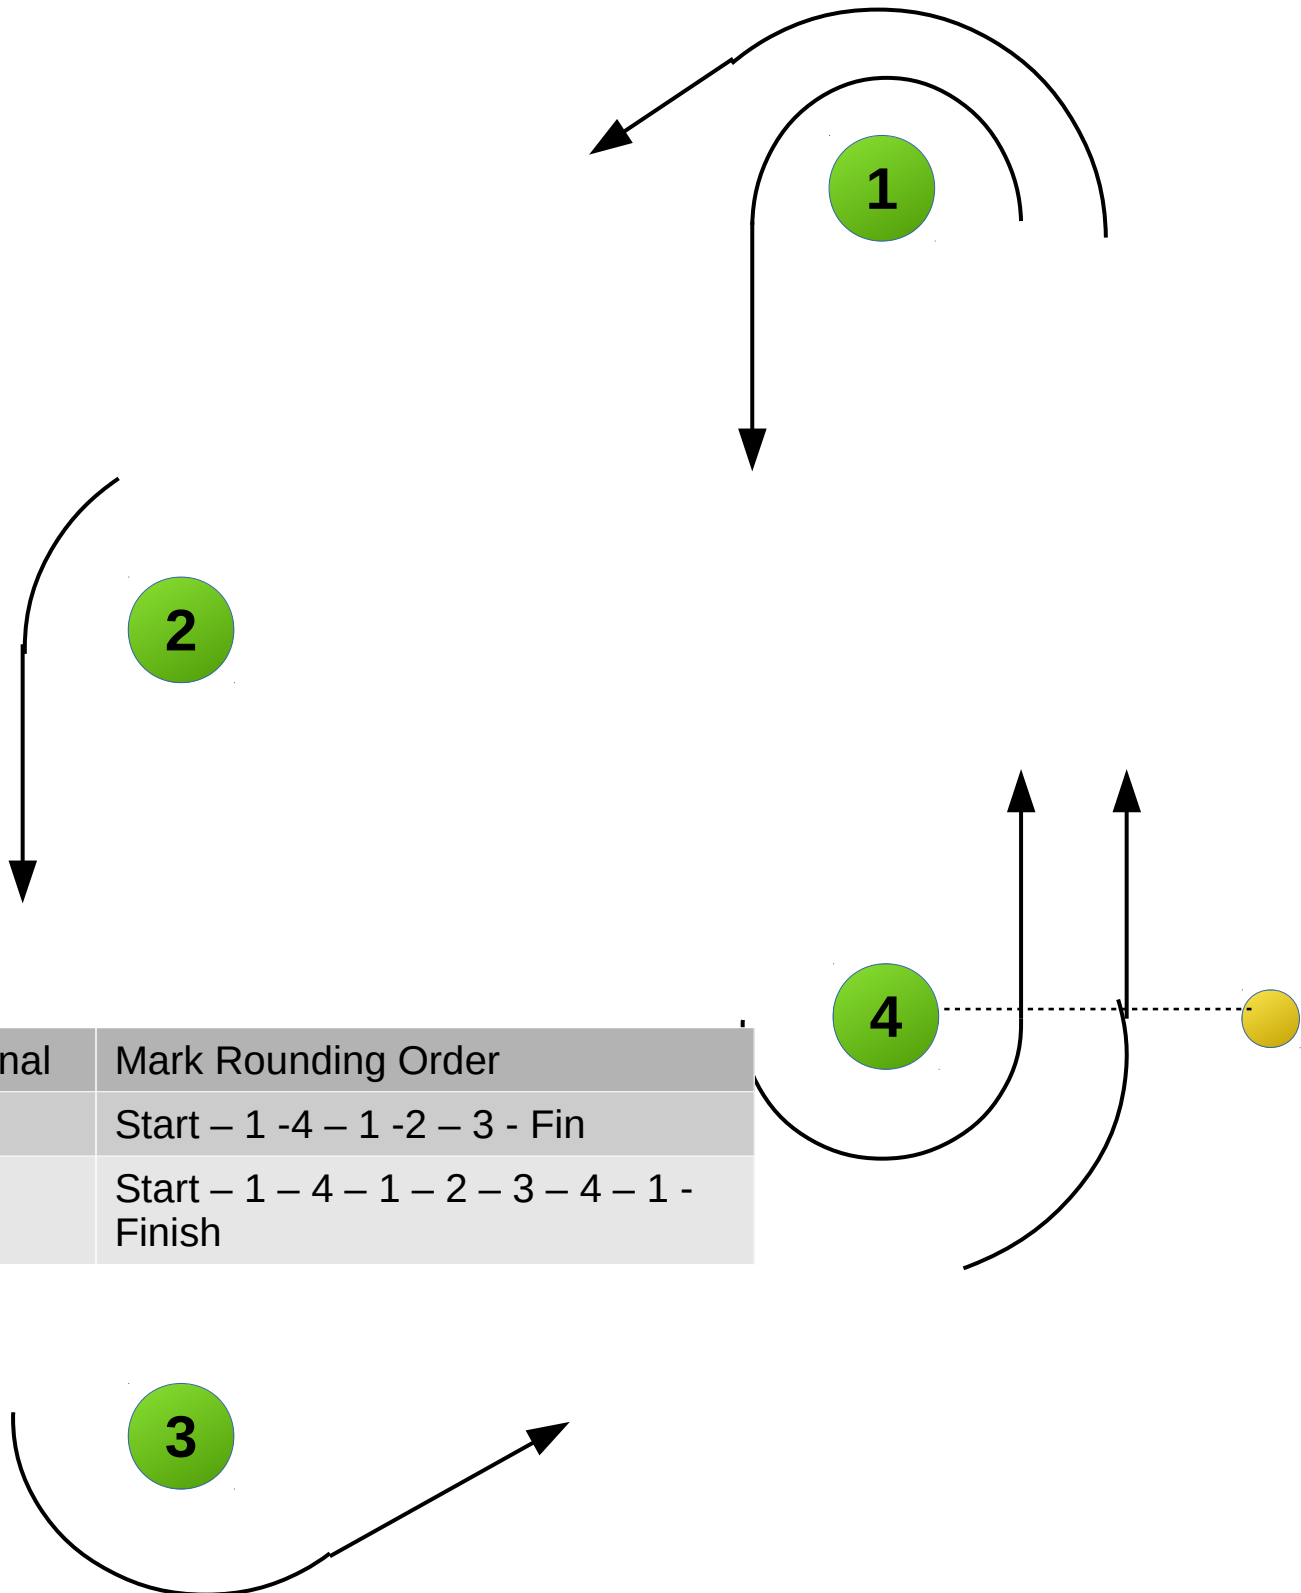 1
2
4
nal Mark Rounding Order
Start – 1 -4 – 1 -2 – 3 - Fin
Start – 1 – 4 – 1 – 2 – 3 – 4 – 1 -
Finish
3